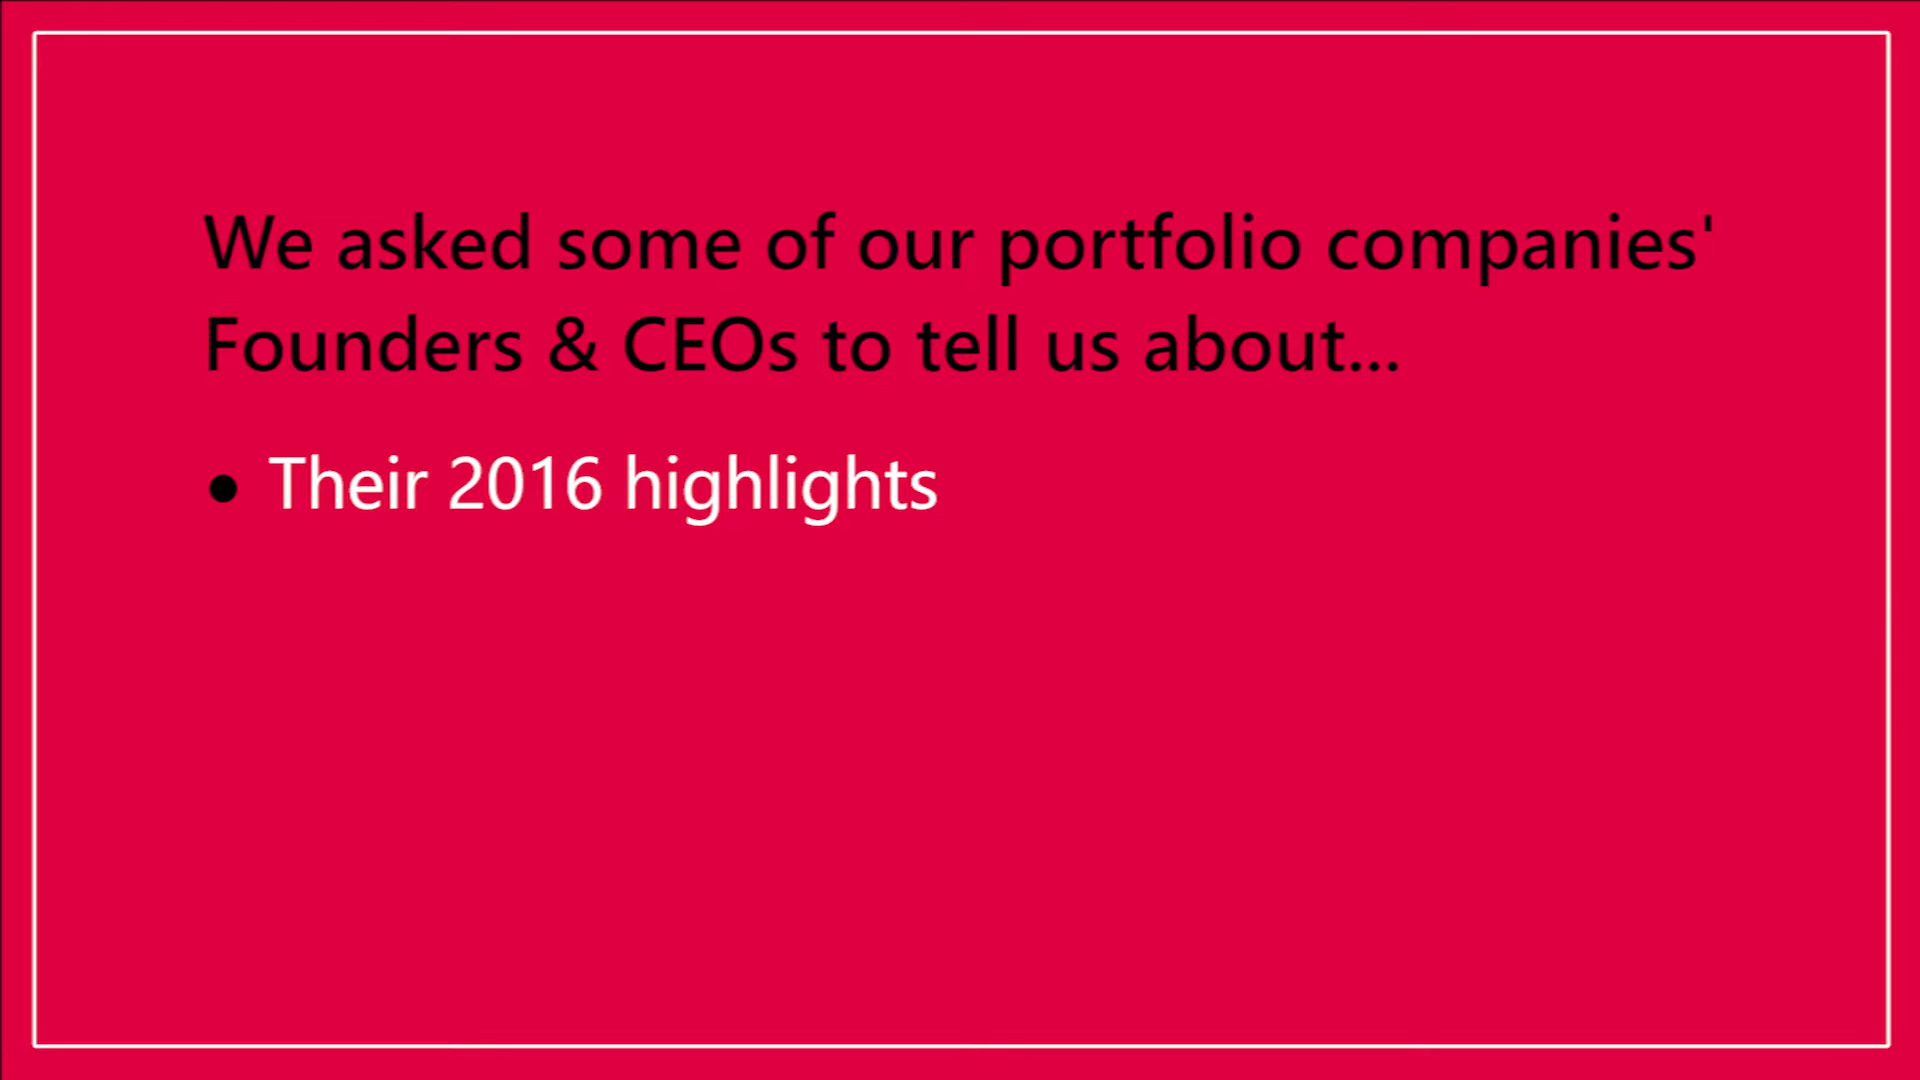 We asked some of our portfolio companies'
Founders & CEOs to tell us about...
● Their 2016 highlights